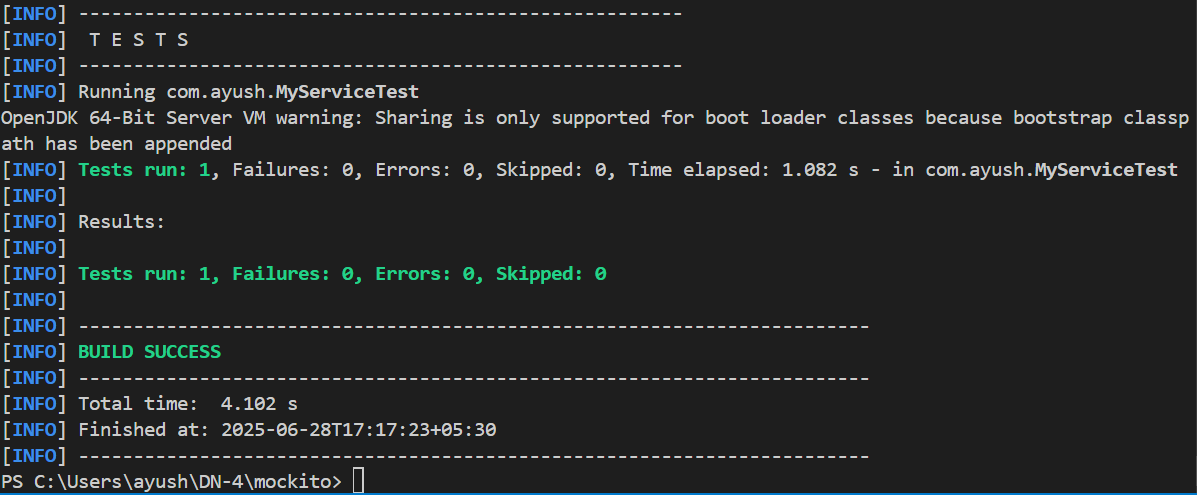 [INFO] -------------------------------------------------------
[INFO]  T E S T S
[INFO] -------------------------------------------------------
[INFO] Running com.ayush.MyServiceTest
OpenJDK 64-Bit Server VM warning: Sharing is only supported for boot loader classes because bootstrap classp
ath has been appended
[INFO] Tests run: 1, Failures: 0, Errors: 0, Skipped: 0, Time elapsed: 1.082 s - in com.ayush.MyServiceTest
[INFO]
[INFO] Results:
[INFO]
[INFO] Tests run: 1, Failures: 0, Errors: 0, Skipped: 0
[INFO]
[INFO] ------------------------------------------------------------------------
[INFO] BUILD SUCCESS
[INFO] ------------------------------------------------------------------------
[INFO] Total time:  4.102 s
[INFO] Finished at: 2025-06-28T17:17:23+05:30
[INFO] ------------------------------------------------------------------------
PS C:\Users\ayush\DN-4\mockito>